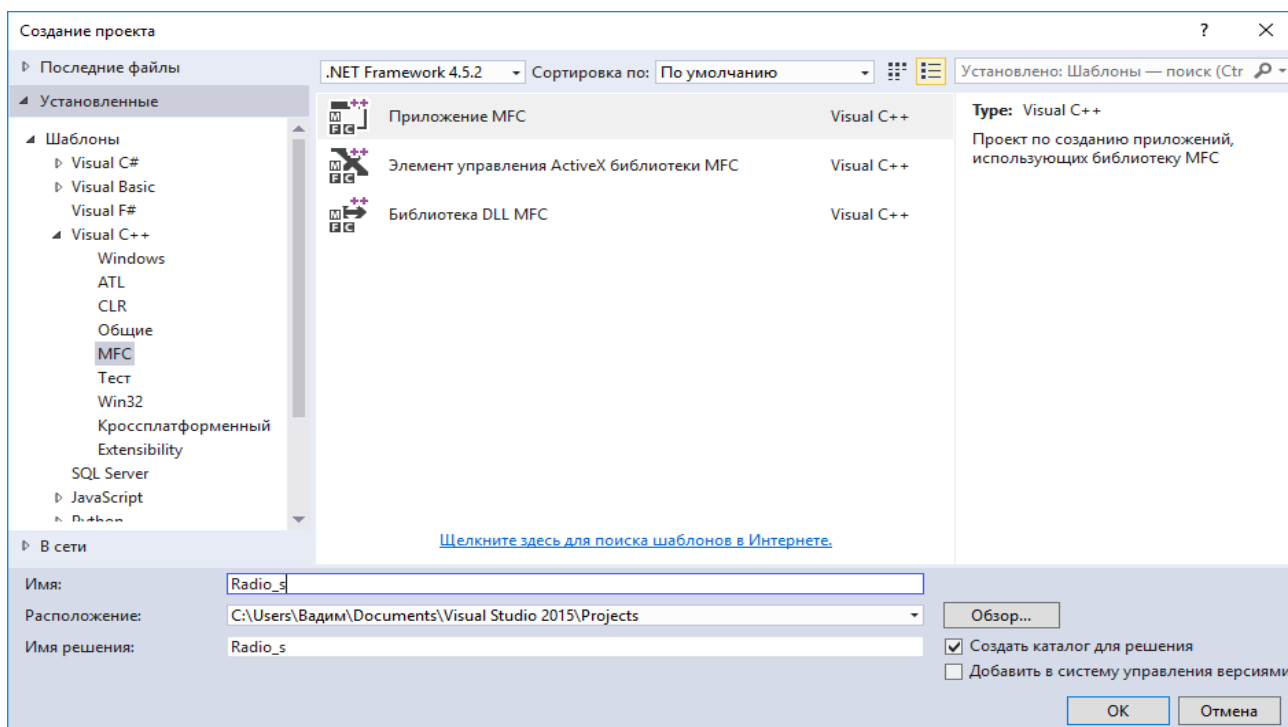 Создание проекта
?
Последние файлы
.NET Framework 4.5.2
Сортировка по:
По умолчанию
Установлено: Шаблоны — поиск (Ctr
Установленные
Шаблоны
Visual C#
Visual Basic
Visual F#
Visual C++
Windows
ATL
CLR
Общие
MFC
Тест
Win32
Кроссплатформенный
Extensibility
SQL Server
JavaScript
Python
В сети
Приложение MFC Visual C++
Элемент управления ActiveX библиотеки MFC Visual C++
Библиотека DLL MFC Visual C++
Щелкните здесь для поиска шаблонов в Интернете.
Type: Visual C++
Проект по созданию приложений,
использующих библиотеку MFC
Имя: Radio_s
Расположение: C:\Users\Вадим\Documents\Visual Studio 2015\Projects
Обзор...
Имя решения: Radio_s
Создать каталог для решения
Добавить в систему управления версиями
OK
Отмена